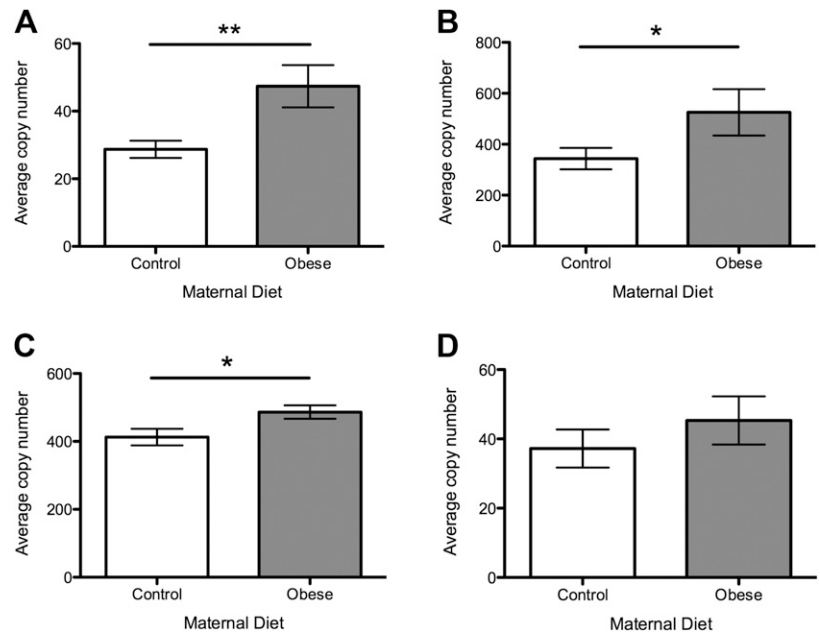 A
**
Average copy number
60
40
20
0
Control
Obese
Maternal Diet
B
*
Average copy number
800
600
400
200
0
Control
Obese
Maternal Diet
C
*
Average copy number
600
400
200
0
Control
Obese
Maternal Diet
D
Average copy number
60
40
20
0
Control
Obese
Maternal Diet